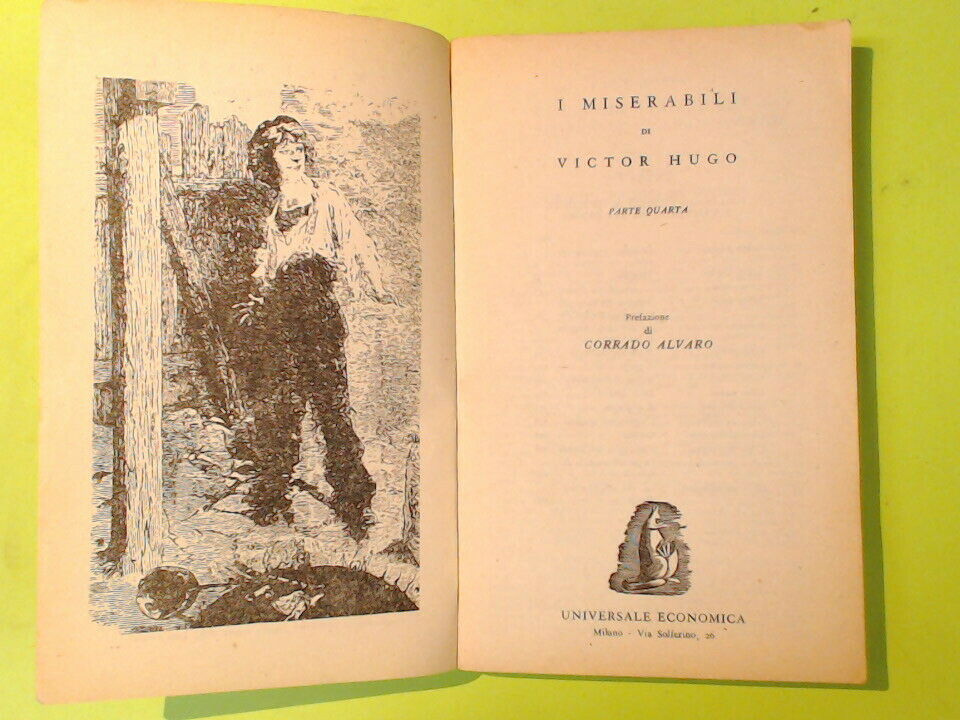 I MISERABILI
DI
VICTOR HUGO
PARTE QUARTA
Prefazione
di
CORRADO ALVARO
UNIVERSALE ECONOMICA
Milano - Via Solferino, 26